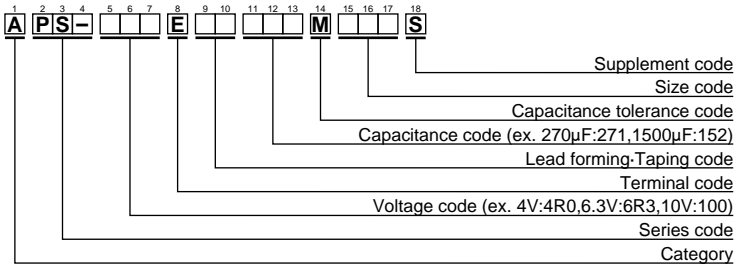 1 2 3 4 5 6 7 8 9 10 11 12 13 14 15 16 17 18
A P S – E M S
Supplement code
Size code
Capacitance tolerance code
Capacitance code (ex. 270µF:271,1500µF:152)
Lead forming·Taping code
Terminal code
Voltage code (ex. 4V:4R0,6.3V:6R3,10V:100)
Series code
Category